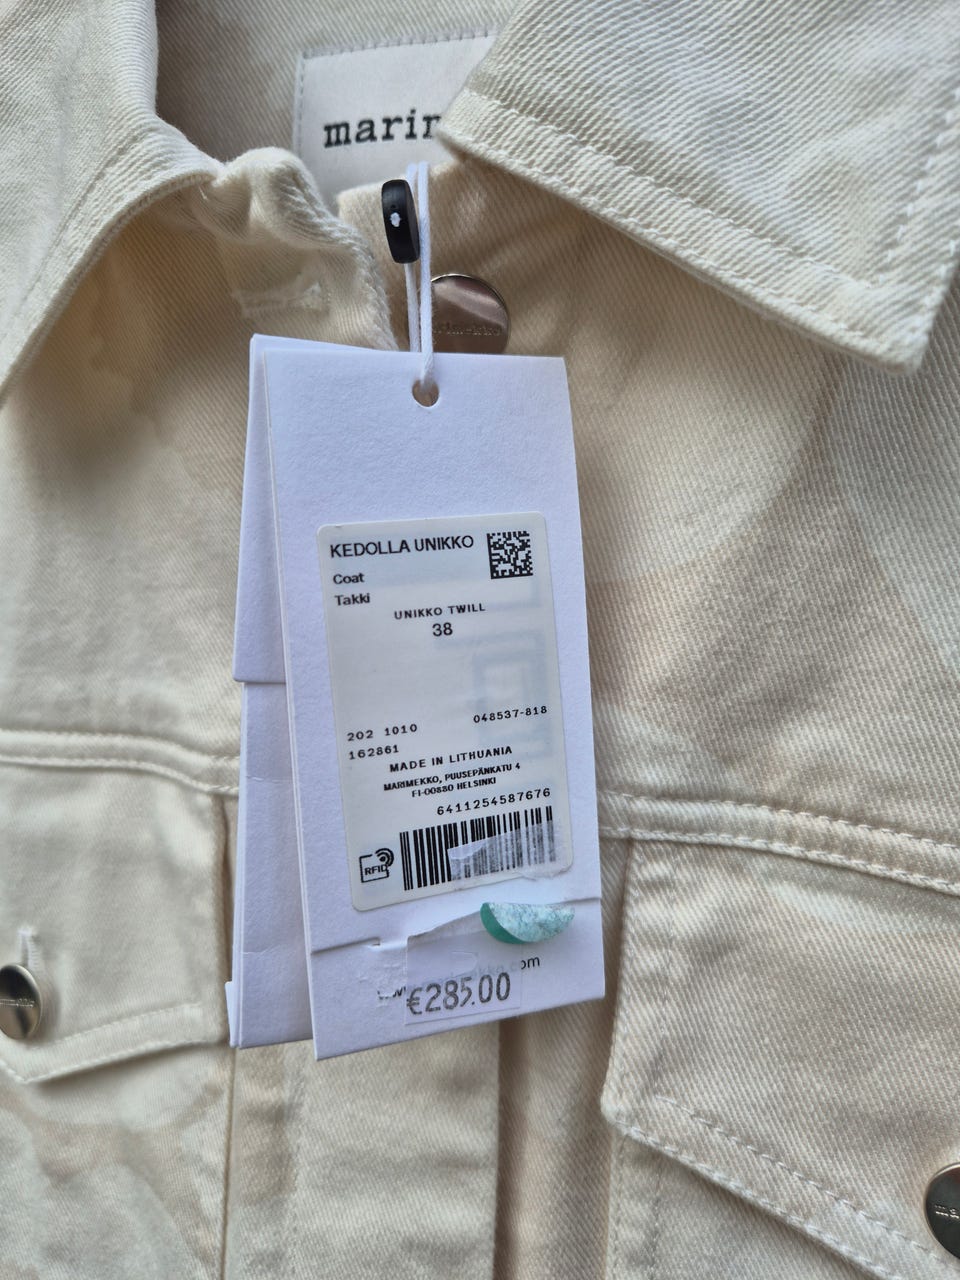 KEDOLLA UNIKKO
Coat
Takki
UNIKKO TWILL
38
202 1010 048537-818
162861
MADE IN LITHUANIA
MARIMEKKO, PUUSEPÄNKATU 4
FI-00880 HELSINKI
6411254587676
RFID
€285.00